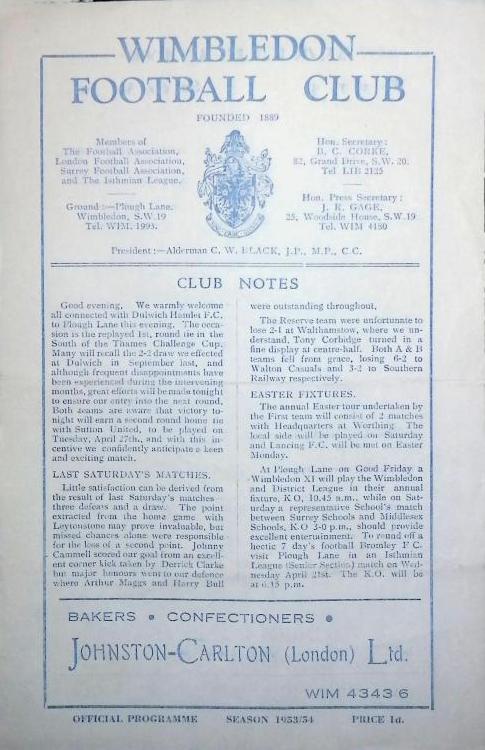 WIMBLEDON
FOOTBALL CLUB
FOUNDED 1889
Members of
The Football Association,
London Football Association,
Surrey Football Association,
and The Isthmian League.
Ground:—Plough Lane.
Wimbledon, S.W.19
Tel. WIM. 1993.
Hon. Secretary:
B. C. CORKE,
82, Grand Drive, S.W. 20.
Tel LIB 2125
Hon. Press Secretary:
J. R. GAGE,
25, Woodside House, S.W.19
Tel. WIM 4180
President:—Alderman C. W. BLACK, J.P., M.P., C.C.
CLUB NOTES
Good evening, We warmly welcome
all connected with Dulwich Hamlet F.C.
to Plough Lane this evening. The occa-
sion is the replayed 1st, round tie in the
South of the Thames Challenge Cup.
Many will recall the 2-2 draw we effected
at Dulwich in September last, and
although frequent disappointments have
been experienced during the intervening
months, great efforts will be made tonight
to ensure our entry into the next round.
Both teams are aware that victory to-
night will earn a second round home tie
with Sutton United, to be played on
Tuesday, April 27th., and with this in-
centive we confidently anticipate a keen
and exciting match.
LAST SATURDAY'S MATCHES.
Little satisfaction can be derived from
the result of last Saturday's matches—
three defeats and a draw. The point
extracted from the home game with
Leytonstone may prove invaluable, but
missed chances alone were responsible
for the loss of a second point. Johnny
Cammell scored our goal from an excell-
ent corner kick taken by Derrick Clarke
but major honours went to our defence
where Arthur Maggs and Harry Bull
were outstanding throughout,
The Reserve team were unfortunate to
lose 2-1 at Walthamstow, where we un-
derstand, Tony Corbidge turned in a
fine display at centre-half. Both A & B
teams fell from grace, losing 6-2 to
Walton Casuals and 3-2 to Southern
Railway respectively.
EASTER FIXTURES.
The annual Easter tour undertaken by
the First team will consist of 2 matches
with Headquarters at Worthing. The
local side will be played on Saturday
and Lancing F.C. will be met on Easter
Monday.
At Plough Lane on Good Friday a
Wimbledon XI will play the Wimbledon
and District League in their annual
fixture, K.O, 10.45 a.m., while on Sat-
urday a representative School's match
between Surrey Schools and Middlesex
Schools, K.O 3-0 p.m., should provide
excellent entertainment. To round off a
hectic 7 day's football Bromley F C-
visit Plough Lane in an Isthmian
League (Senior Section) match on Wed-
nesday April 21st. The K.O. will be
at 6.15 p.m.
BAKERS • CONFECTIONERS •
JOHNSTON-CARLTON (London) Ltd.
WIM 4343 6
OFFICIAL PROGRAMME SEASON 1953/54 PRICE 1d.